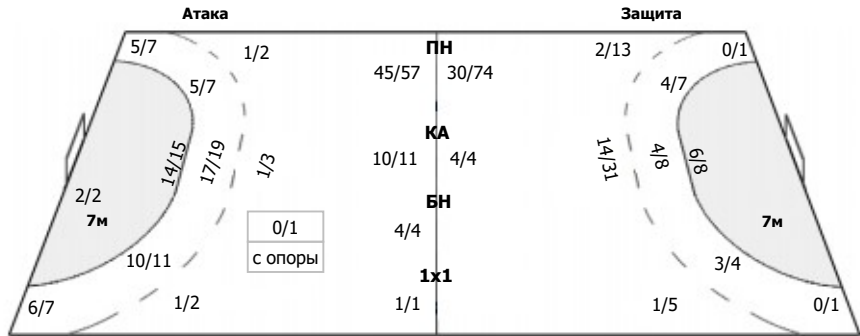 Атака Защита
5/7 1/2 ПН 2/13 0/1
45/57 30/74
5/7 4/7
КА
14/15 17/19 1/3 10/11 4/4 14/31 4/8 6/8
2/2 БН
7м 0/1 4/4 7м
10/11 с опоры 3/4
1x1
6/7 1/2 1/1 1/5 0/1